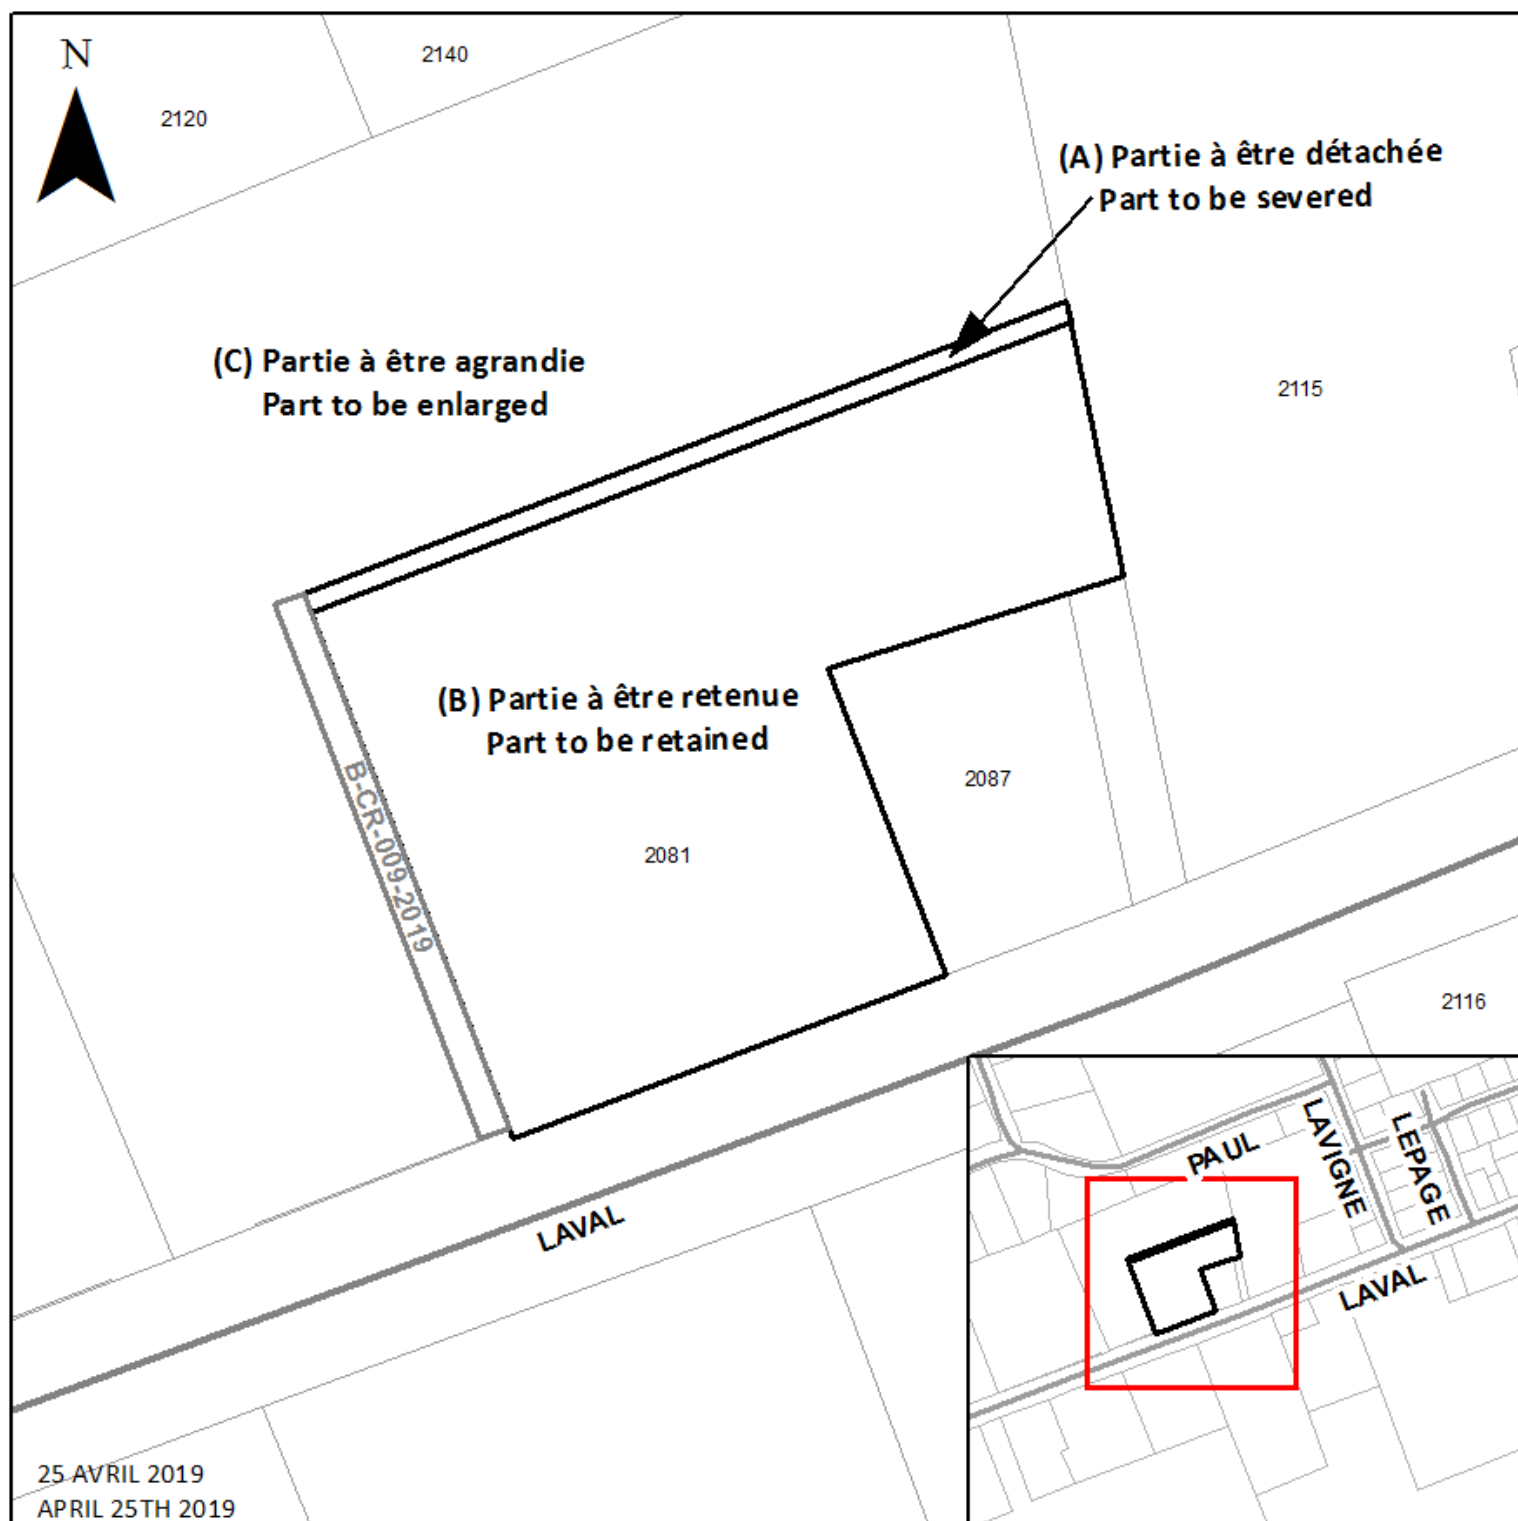 N
2140
2120
(A) Partie à être détachée
Part to be severed
(C) Partie à être agrandie
Part to be enlarged
2115
(B) Partie à être retenue
Part to be retained
2087
B-CR-009-2019
2081
2116
LAVAL
PAUL
LAVIGNE
LEPAGE
LAVAL
25 AVRIL 2019
APRIL 25TH 2019